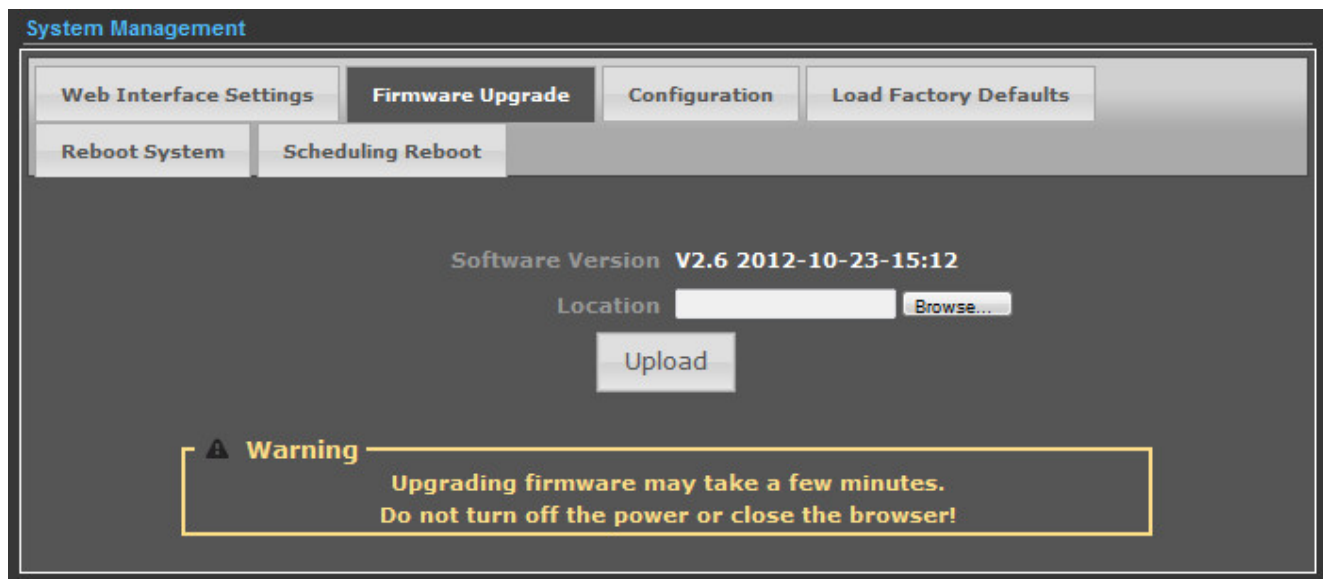 System Management
Web Interface Settings Firmware Upgrade Configuration Load Factory Defaults
Reboot System Scheduling Reboot
Software Version V2.6 2012-10-23-15:12
Location Browse...
Upload
Warning
Upgrading firmware may take a few minutes.
Do not turn off the power or close the browser!